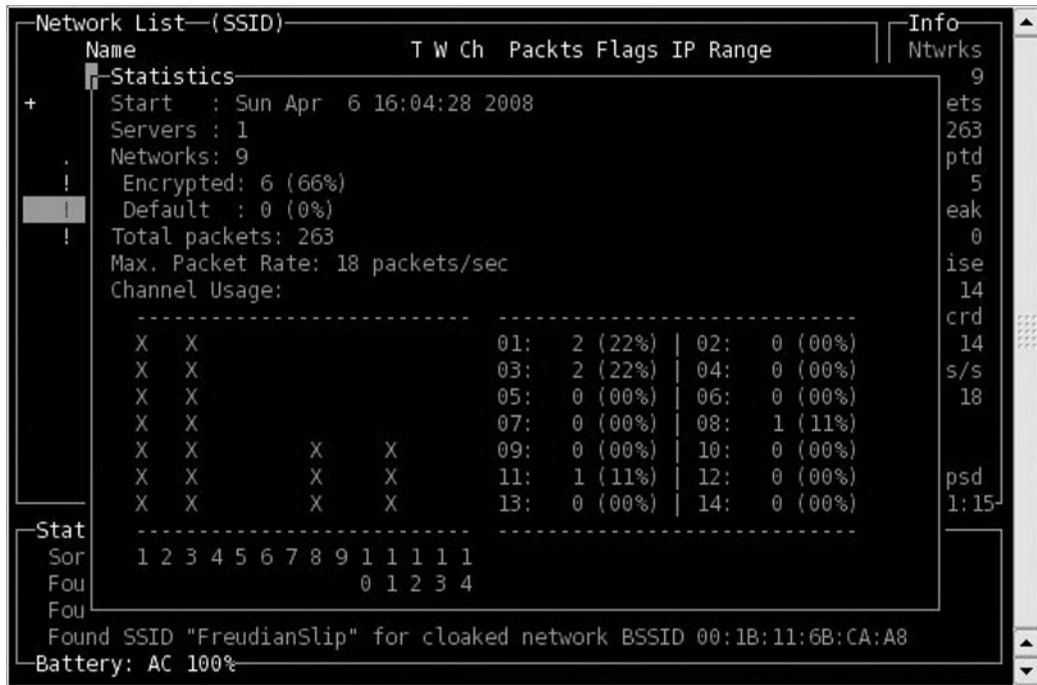 Network List—(SSID) Info
Name T W Ch Packts Flags IP Range Ntwrks
Statistics 9
+ Start : Sun Apr 6 16:04:28 2008 ets
Servers : 1 263
. Networks: 9 ptd
! Encrypted: 6 (66%) 5
! Default : 0 (0%) eak
! Total packets: 263 0
Max. Packet Rate: 18 packets/sec ise
Channel Usage: 14
--------------------------- ----------------------------- crd
X X 01: 2 (22%) | 02: 0 (00%) 14
X X 03: 2 (22%) | 04: 0 (00%) s/s
X X 05: 0 (00%) | 06: 0 (00%) 18
X X 07: 0 (00%) | 08: 1 (11%)
X X X X 09: 0 (00%) | 10: 0 (00%)
X X X X 11: 1 (11%) | 12: 0 (00%) psd
X X X X 13: 0 (00%) | 14: 0 (00%) 1:15
Stat --------------------------- -----------------------------
Sor 1 2 3 4 5 6 7 8 9 1 1 1 1 1
Fou 0 1 2 3 4
Fou
Found SSID "FreudianSlip" for cloaked network BSSID 00:1B:11:6B:CA:A8
Battery: AC 100%